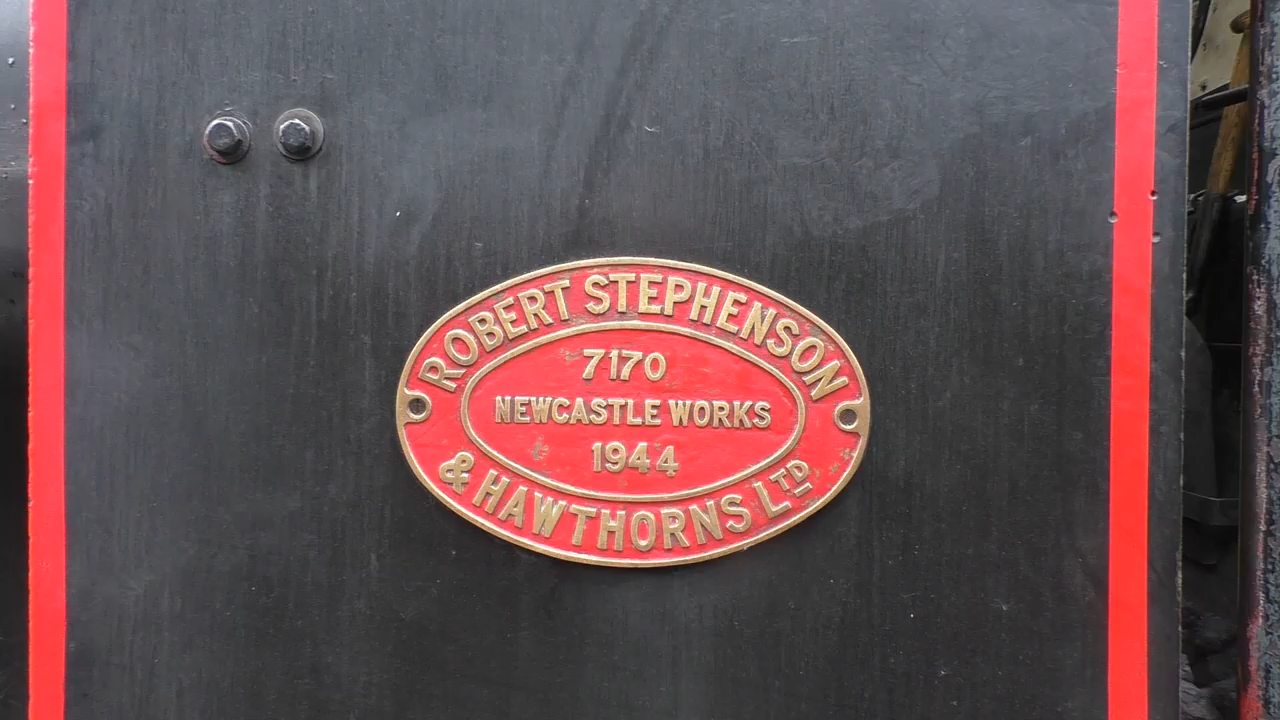 ROBERT STEPHENSON
7170
NEWCASTLE WORKS
1944
& HAWTHORNS LTD